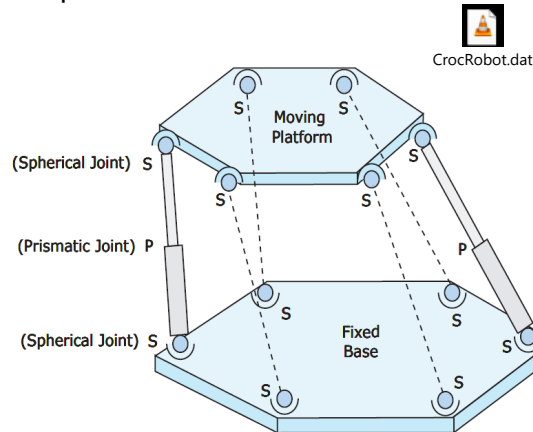 CrocRobot.dat
S
S
Moving
Platform
(Spherical Joint) S
S
S
S
(Prismatic Joint) P
P
S
S
Fixed
Base
(Spherical Joint) S
S
S
S